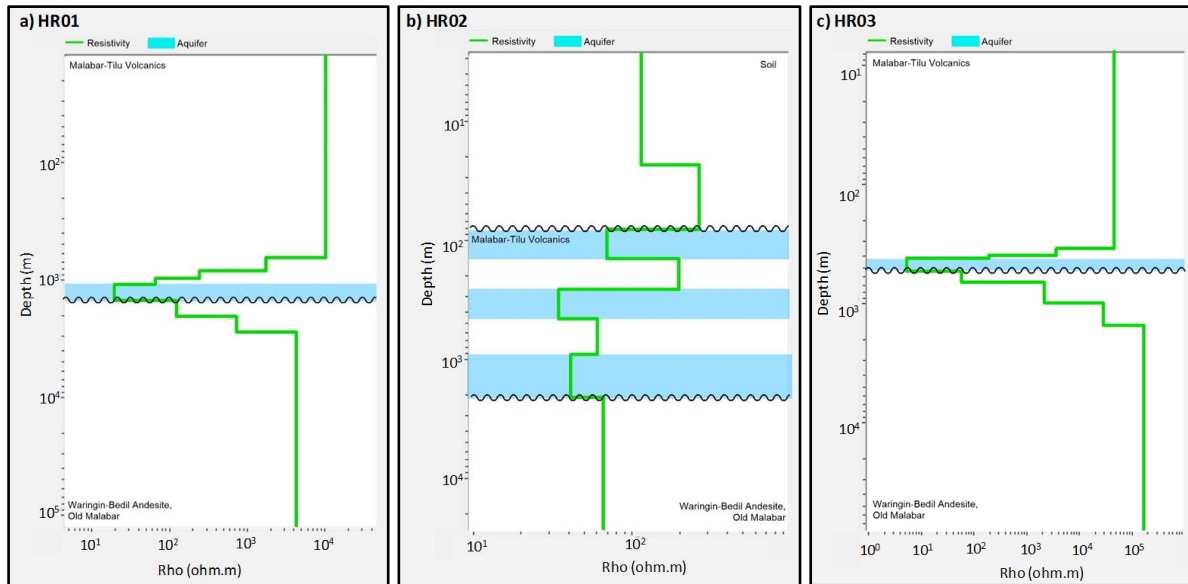 a) HR01
Resistivity Aquifer
Malabar-Tilu Volcanics
10²
10³
10⁴
10⁵
Depth (m)
Waringin-Bedil Andesite,
Old Malabar
10¹ 10² 10³ 10⁴
Rho (ohm.m)
b) HR02
Resistivity Aquifer
Soil
10¹
10²
Malabar-Tilu Volcanics
10³
10⁴
Depth (m)
Waringin-Bedil Andesite,
Old Malabar
10¹ 10²
Rho (ohm.m)
c) HR03
Resistivity Aquifer
Malabar-Tilu Volcanics
10¹
10²
10³
10⁴
Depth (m)
Waringin-Bedil Andesite,
Old Malabar
10⁰ 10¹ 10² 10³ 10⁴ 10⁵
Rho (ohm.m)